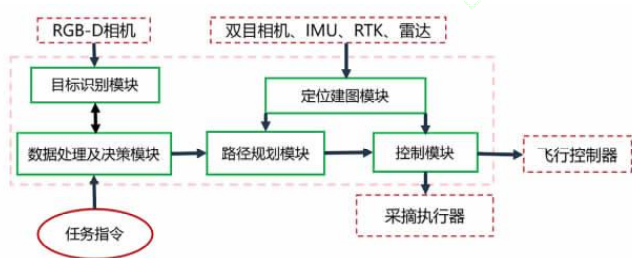 RGB-D相机
双目相机、IMU、RTK、雷达
目标识别模块
定位建图模块
数据处理及决策模块
路径规划模块
控制模块
飞行控制器
采摘执行器
任务指令